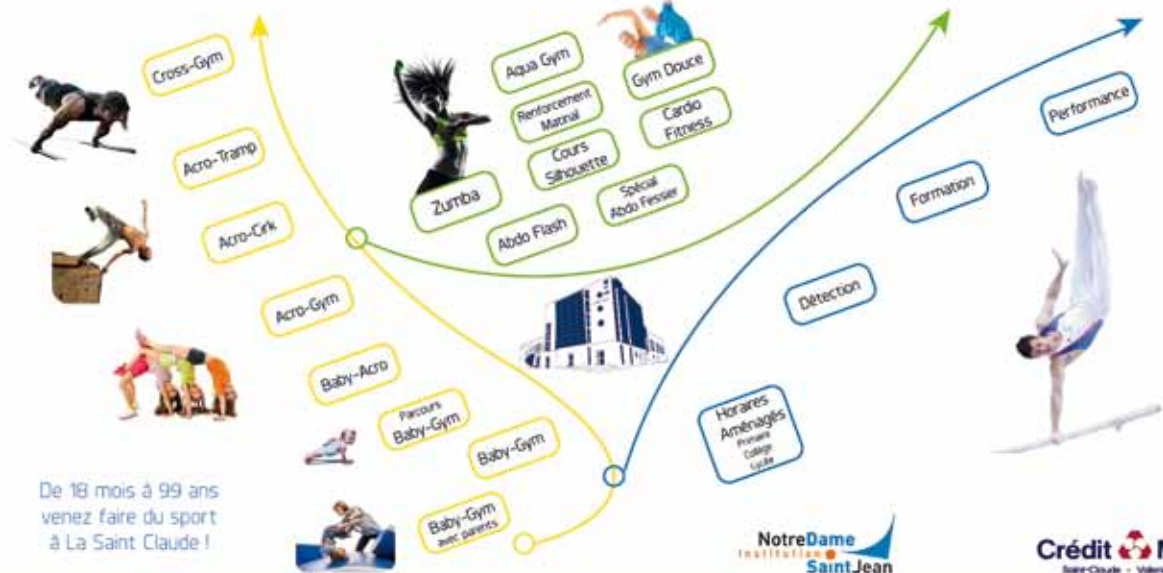 Cross-Gym
Acro-Tramp
Acro-Cirk
Acro-Gym
Baby-Acro
Parcours
Baby-Gym
Baby-Gym
Baby-Gym
avec parents
Aqua Gym
Gym Douce
Renforcement
Matinal
Cardio
Fitness
Cours
Silhouette
Zumba
Spécial
Abdo Fessier
Abdo Flash
Performance
Formation
Détection
Horaires
Aménagés
Primaire
Collège
Lycée
De 18 mois à 99 ans
venez faire du sport
à La Saint Claude !
NotreDame
Institution
SaintJean
Crédit M
Saint-Claude - Valen